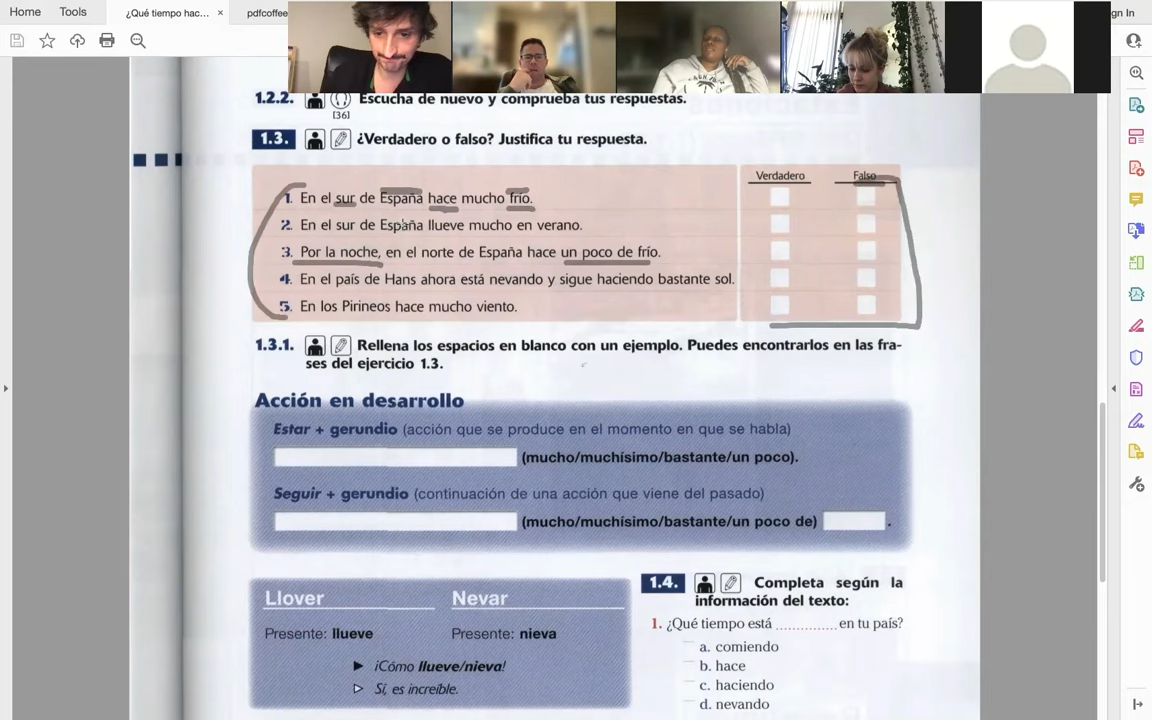 Home Tools ¿Qué tiempo hac... × pdfcoffee gn In
1.2.2. Escucha de nuevo y comprueba tus respuestas.
[36]
1.3. ¿Verdadero o falso? Justifica tu respuesta.
Verdadero Falso
1. En el sur de España hace mucho frío.
2. En el sur de España llueve mucho en verano.
3. Por la noche, en el norte de España hace un poco de frío.
4. En el país de Hans ahora está nevando y sigue haciendo bastante sol.
5. En los Pirineos hace mucho viento.
1.3.1. Rellena los espacios en blanco con un ejemplo. Puedes encontrarlos en las fra-
ses del ejercicio 1.3.
Acción en desarrollo
Estar + gerundio (acción que se produce en el momento en que se habla)
(mucho/muchísimo/bastante/un poco).
Seguir + gerundio (continuación de una acción que viene del pasado)
(mucho/muchísimo/bastante/un poco de) .
Llover Nevar
Presente: llueve Presente: nieva
► ¡Cómo llueve/nieva!
▷ Sí, es increíble.
1.4. Completa según la
información del texto:
1. ¿Qué tiempo está .............. en tu país?
a. comiendo
b. hace
c. haciendo
d. nevando